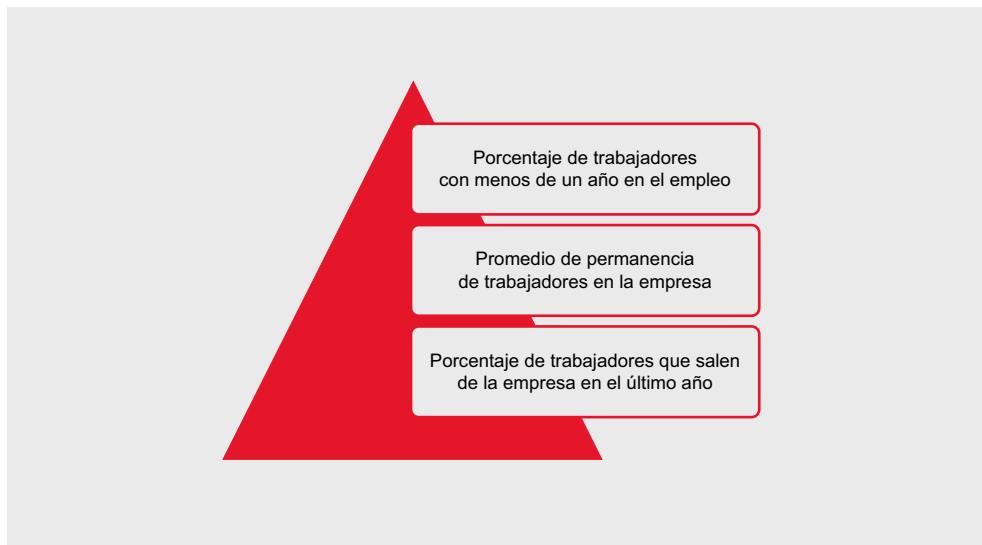 Porcentaje de trabajadores
con menos de un año en el empleo
Promedio de permanencia
de trabajadores en la empresa
Porcentaje de trabajadores que salen
de la empresa en el último año